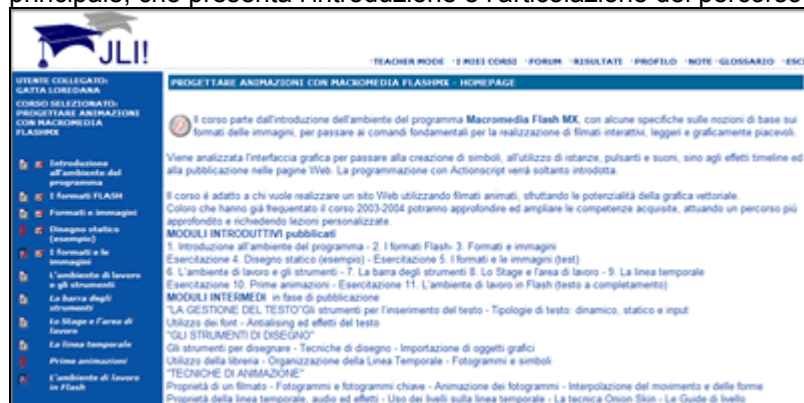 principale, che presenta l'introduzione e l'articolazione del percorso
JLI!
TEACHER MODE I MIEI CORSI FORUM RISULTATI PROFILO NOTE GLOSSARIO ESCI
UTENTE COLLEGATO:
GATTA LOREDANA
CORSO SELEZIONATO:
PROGETTARE ANIMAZIONI
CON MACROMEDIA
FLASHMX
Introduzione
all'ambiente del
programma
I formati FLASH
Formati e immagini
Disegno statico
(esempio)
I formati e le
immagini
L'ambiente di lavoro
e gli strumenti
La barra degli
strumenti
Lo Stage e l'area di
lavoro
La linea temporale
Prime animazioni
L'ambiente di lavoro
in Flash
PROGETTARE ANIMAZIONI CON MACROMEDIA FLASHMX - HOMEPAGE
Il corso parte dall'introduzione dell'ambiente del programma Macromedia Flash MX, con alcune specifiche sulle nozioni di base sui
formati delle immagini, per passare ai comandi fondamentali per la realizzazione di filmati interattivi, leggeri e graficamente piacevoli.
Viene analizzata l'interfaccia grafica per passare alla creazione di simboli, all'utilizzo di istanze, pulsanti e suoni, sino agli effetti timeline ed
alla pubblicazione nelle pagine Web. La programmazione con Actionscript verrà soltanto introdotta.
Il corso è adatto a chi vuole realizzare un sito Web utilizzando filmati animati, sfruttando le potenzialità della grafica vettoriale.
Coloro che hanno già frequentato il corso 2003-2004 potranno approfondire ed ampliare le competenze acquisite, attuando un percorso più
approfondito e richiedendo lezioni personalizzate.
MODULI INTRODUTTIVI pubblicati
1. Introduzione all'ambiente del programma - 2. I formati Flash- 3. Formati e immagini
Esercitazione 4. Disegno statico (esempio) - Esercitazione 5. I formati e le immagini (test)
6. L'ambiente di lavoro e gli strumenti - 7. La barra degli strumenti 8. Lo Stage e l'area di lavoro - 9. La linea temporale
Esercitazione 10. Prime animazioni - Esercitazione 11. L'ambiente di lavoro in Flash (testo a completamento)
MODULI INTERMEDI in fase di pubblicazione
"LA GESTIONE DEL TESTO"Gli strumenti per l'inserimento del testo - Tipologie di testo: dinamico, statico e input
Utilizzo dei font - Antialising ed effetti del testo
"GLI STRUMENTI DI DISEGNO"
Gli strumenti per disegnare - Tecniche di disegno - Importazione di oggetti grafici
Utilizzo della libreria - Organizzazione della Linea Temporale - Fotogrammi e simboli
"TECNICHE DI ANIMAZIONE"
Proprietà di un filmato - Fotogrammi e fotogrammi chiave - Animazione dei fotogrammi - Interpolazione del movimento e delle forme
Proprietà della linea temporale, audio ed effetti - Uso dei livelli sulla linea temporale - La tecnica Onion Skin - Le Guide di livello